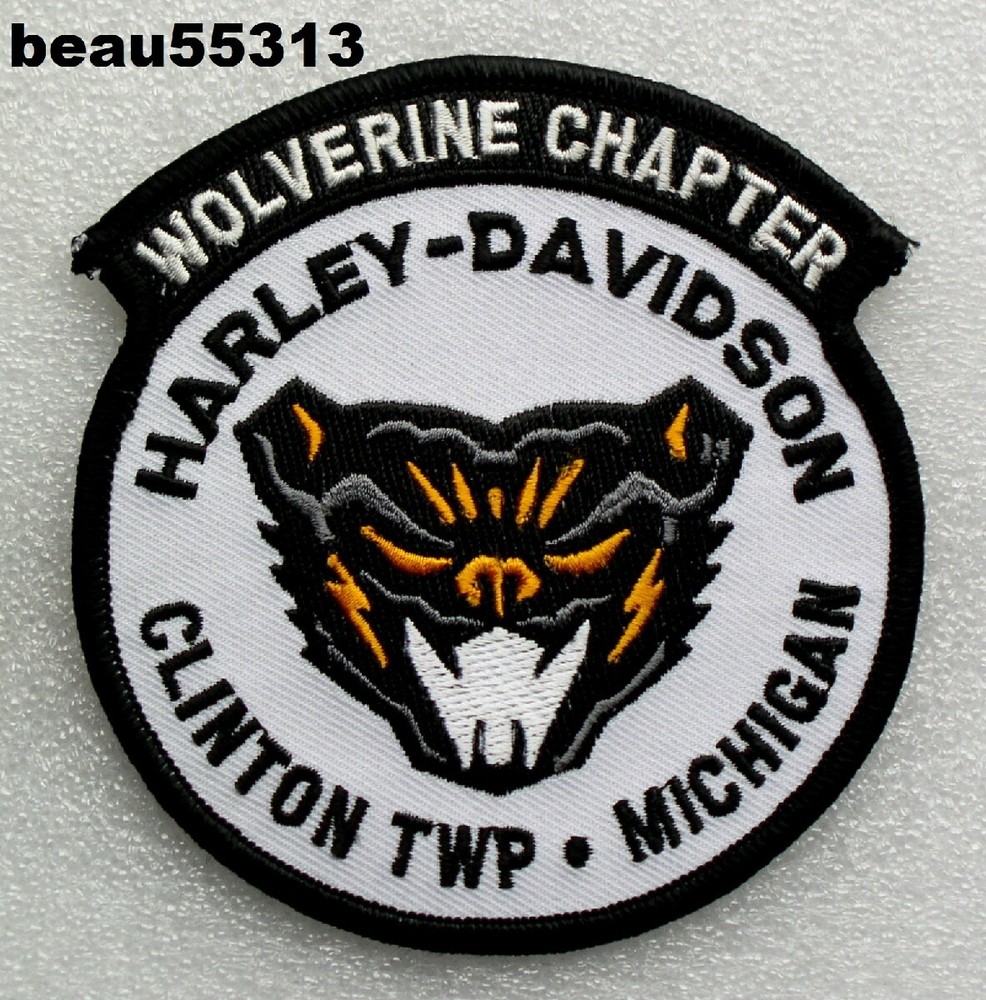 beau55313
WOLVERINE CHAPTER
HARLEY-DAVIDSON
CLINTON TWP • MICHIGAN